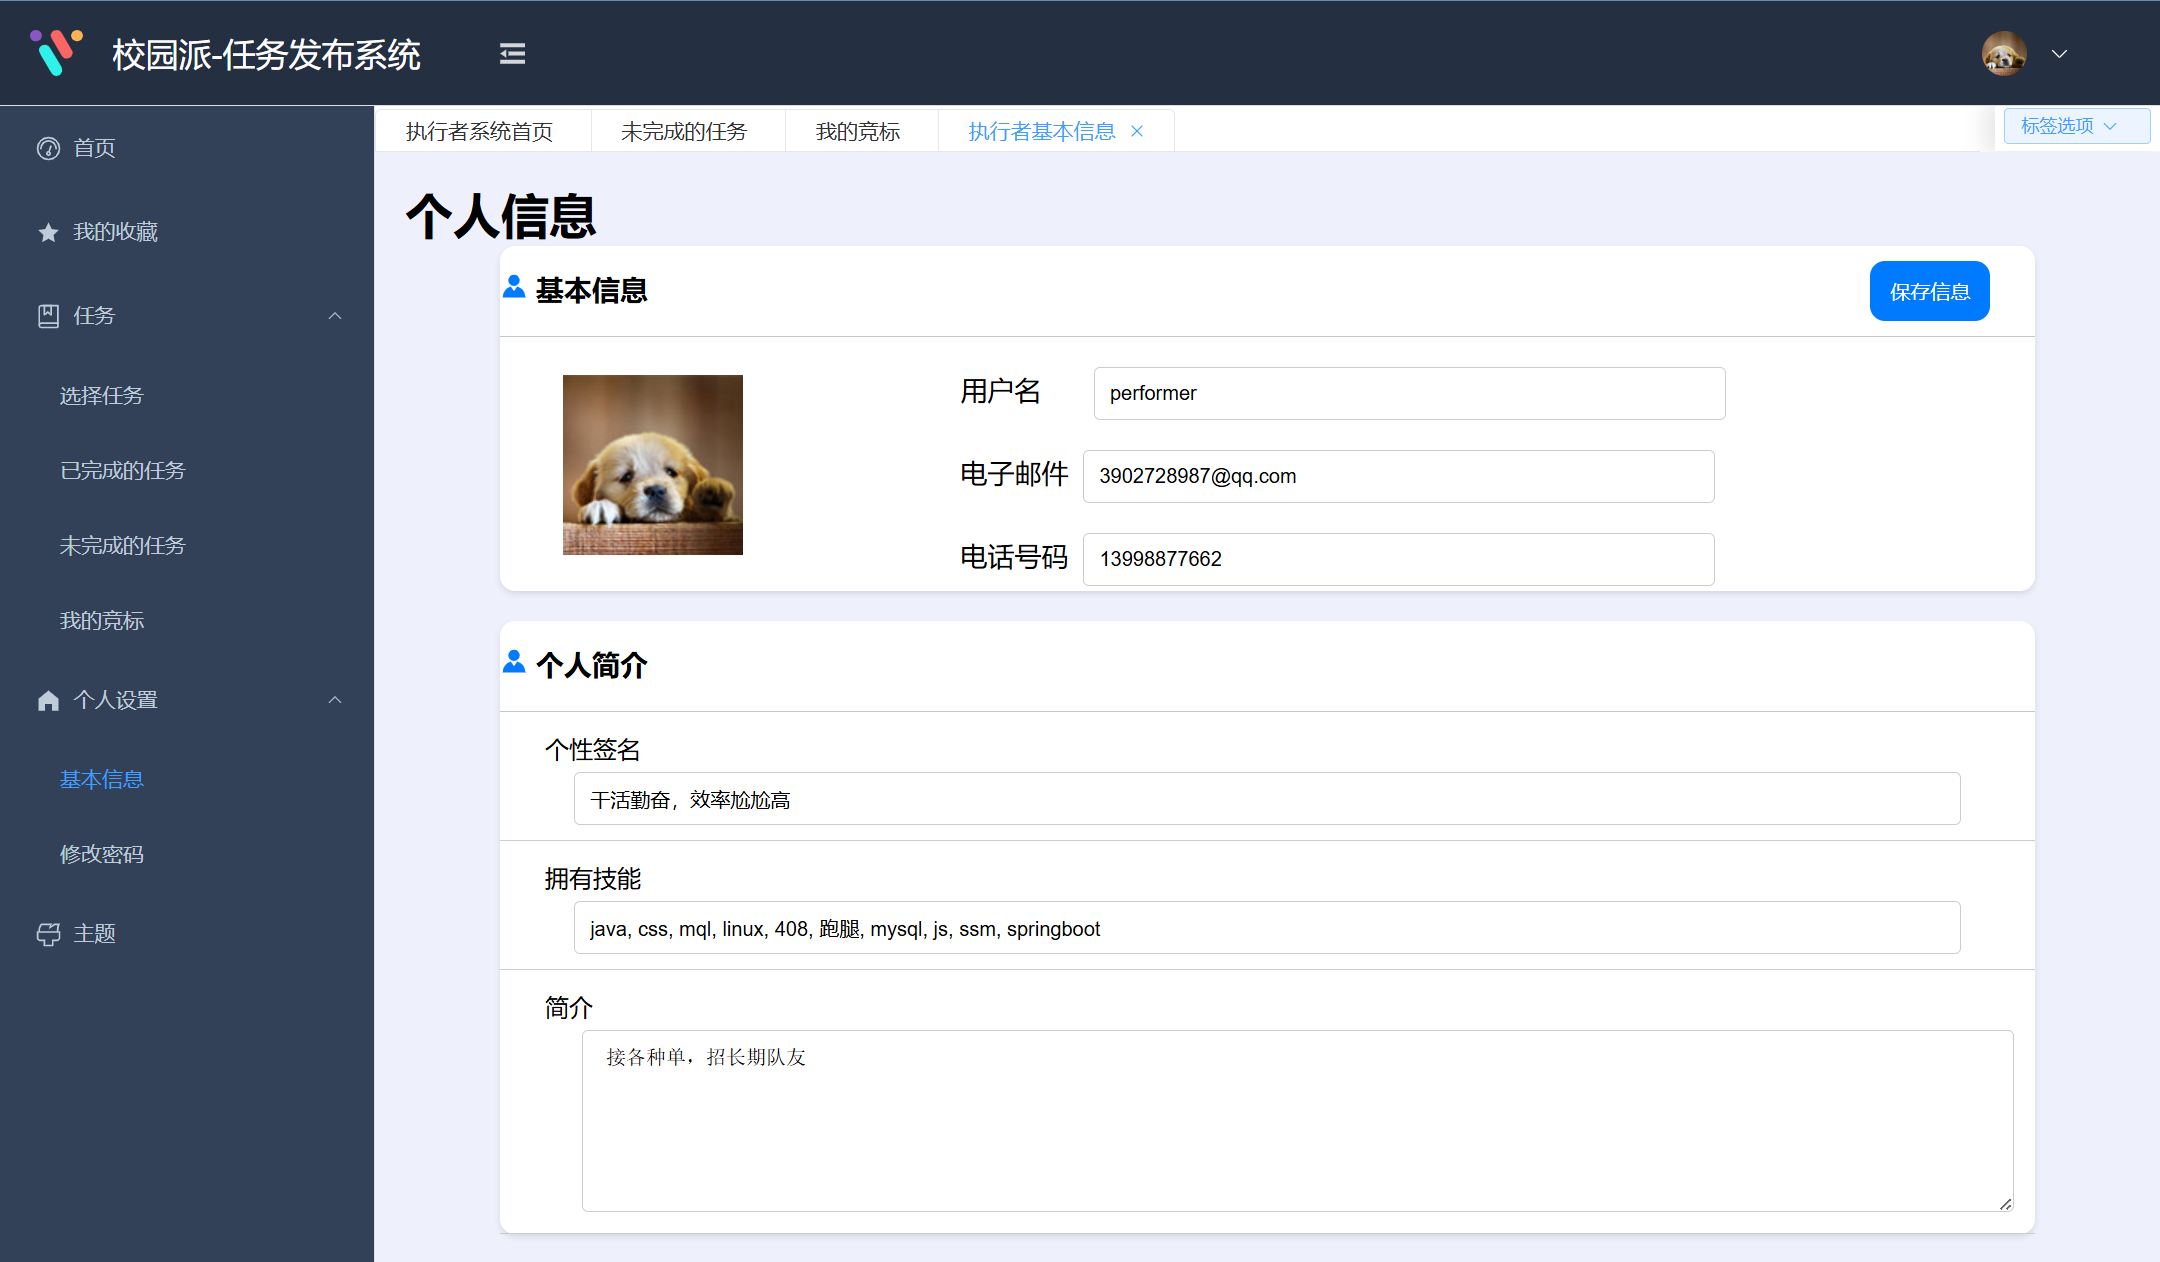 校园派-任务发布系统
首页
我的收藏
任务
选择任务
已完成的任务
未完成的任务
我的竞标
个人设置
基本信息
修改密码
主题
执行者系统首页
未完成的任务
我的竞标
执行者基本信息
标签选项
个人信息
基本信息
保存信息
用户名
performer
电子邮件
3902728987@qq.com
电话号码
13998877662
个人简介
个性签名
干活勤奋，效率尬尬高
拥有技能
java, css, mql, linux, 408, 跑腿, mysql, js, ssm, springboot
简介
接各种单，招长期队友